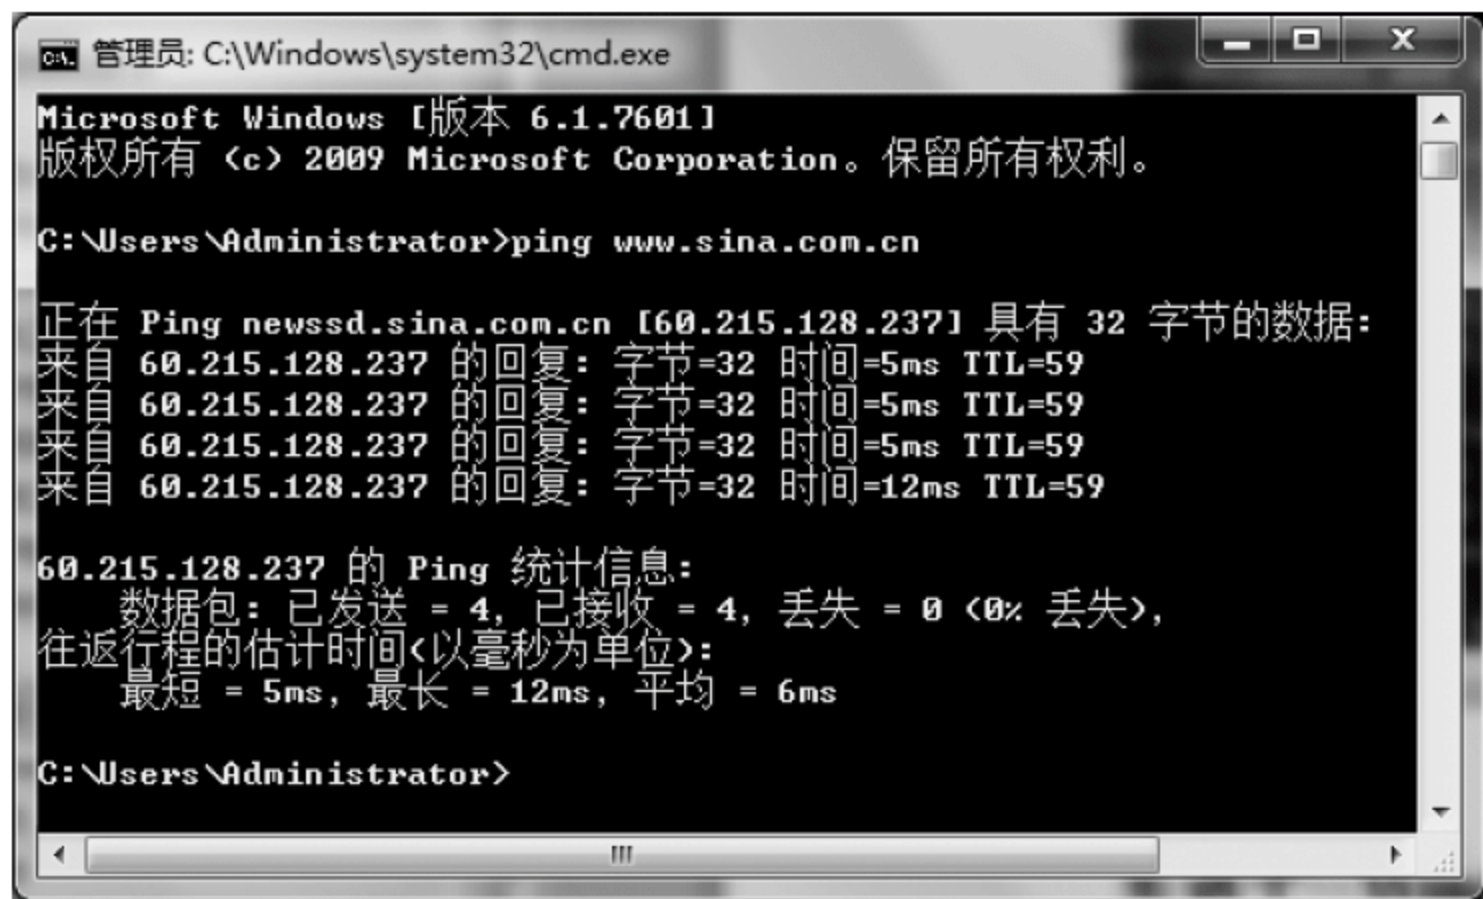 管理员: C:\Windows\system32\cmd.exe
Microsoft Windows [版本 6.1.7601]
版权所有 (c) 2009 Microsoft Corporation。保留所有权利。
C:\Users\Administrator>ping www.sina.com.cn
正在 Ping newssd.sina.com.cn [60.215.128.237] 具有 32 字节的数据:
来自 60.215.128.237 的回复: 字节=32 时间=5ms TTL=59
来自 60.215.128.237 的回复: 字节=32 时间=5ms TTL=59
来自 60.215.128.237 的回复: 字节=32 时间=5ms TTL=59
来自 60.215.128.237 的回复: 字节=32 时间=12ms TTL=59
60.215.128.237 的 Ping 统计信息:
数据包: 已发送 = 4, 已接收 = 4, 丢失 = 0 (0% 丢失),
往返行程的估计时间(以毫秒为单位):
最短 = 5ms, 最长 = 12ms, 平均 = 6ms
C:\Users\Administrator>